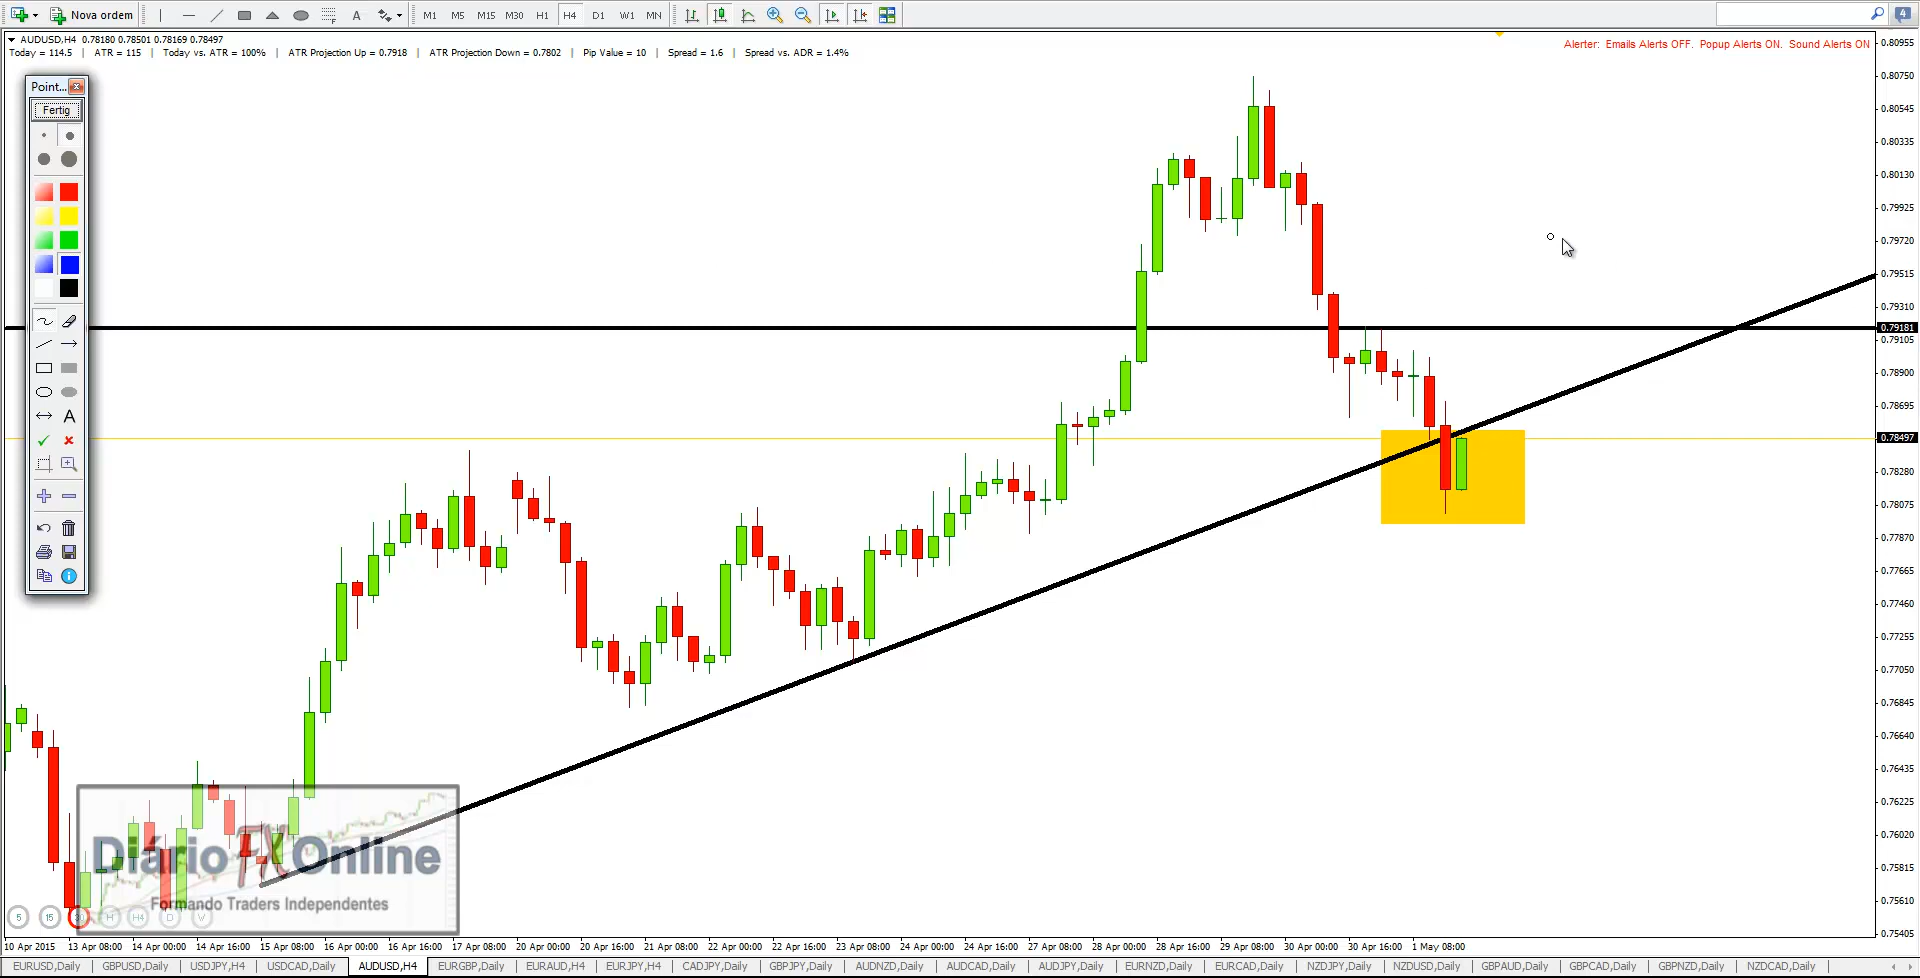 Nova ordem A M1 M5 M15 M30 H1 H4 D1 W1 MN 4
AUDUSD,H4 0.78180 0.78501 0.78169 0.78497
Today = 114.5 | ATR = 115 | Today vs. ATR = 100% | ATR Projection Up = 0.7918 | ATR Projection Down = 0.7802 | Pip Value = 10 | Spread = 1.6 | Spread vs. ADR = 1.4%
Alerter: Emails Alerts OFF. Popup Alerts ON. Sound Alerts ON
Point...
Fertig
A
0.80955
0.80750
0.80545
0.80335
0.80130
0.79925
0.79720
0.79515
0.79310
0.79181
0.79105
0.78900
0.78695
0.78497
0.78280
0.78075
0.77870
0.77665
0.77460
0.77255
0.77050
0.76845
0.76640
0.76435
0.76225
0.76020
0.75815
0.75610
0.75405
Diário FX Online
Formando Traders Independentes
5 15 30 H H4 D W
10 Apr 2015 13 Apr 08:00 14 Apr 00:00 14 Apr 16:00 15 Apr 08:00 16 Apr 00:00 16 Apr 16:00 17 Apr 08:00 20 Apr 00:00 20 Apr 16:00 21 Apr 08:00 22 Apr 00:00 22 Apr 16:00 23 Apr 08:00 24 Apr 00:00 24 Apr 16:00 27 Apr 08:00 28 Apr 00:00 28 Apr 16:00 29 Apr 08:00 30 Apr 00:00 30 Apr 16:00 1 May 08:00
EURUSD,Daily GBPUSD,Daily USDJPY,H4 USDCAD,Daily AUDUSD,H4 EURGBP,Daily EURAUD,H4 EURJPY,H4 CADJPY,Daily GBPJPY,Daily AUDNZD,Daily AUDCAD,Daily AUDJPY,Daily EURNZD,Daily EURCAD,Daily NZDJPY,Daily NZDUSD,Daily GBPAUD,Daily GBPCAD,Daily GBPNZD,Daily NZDCAD,Daily